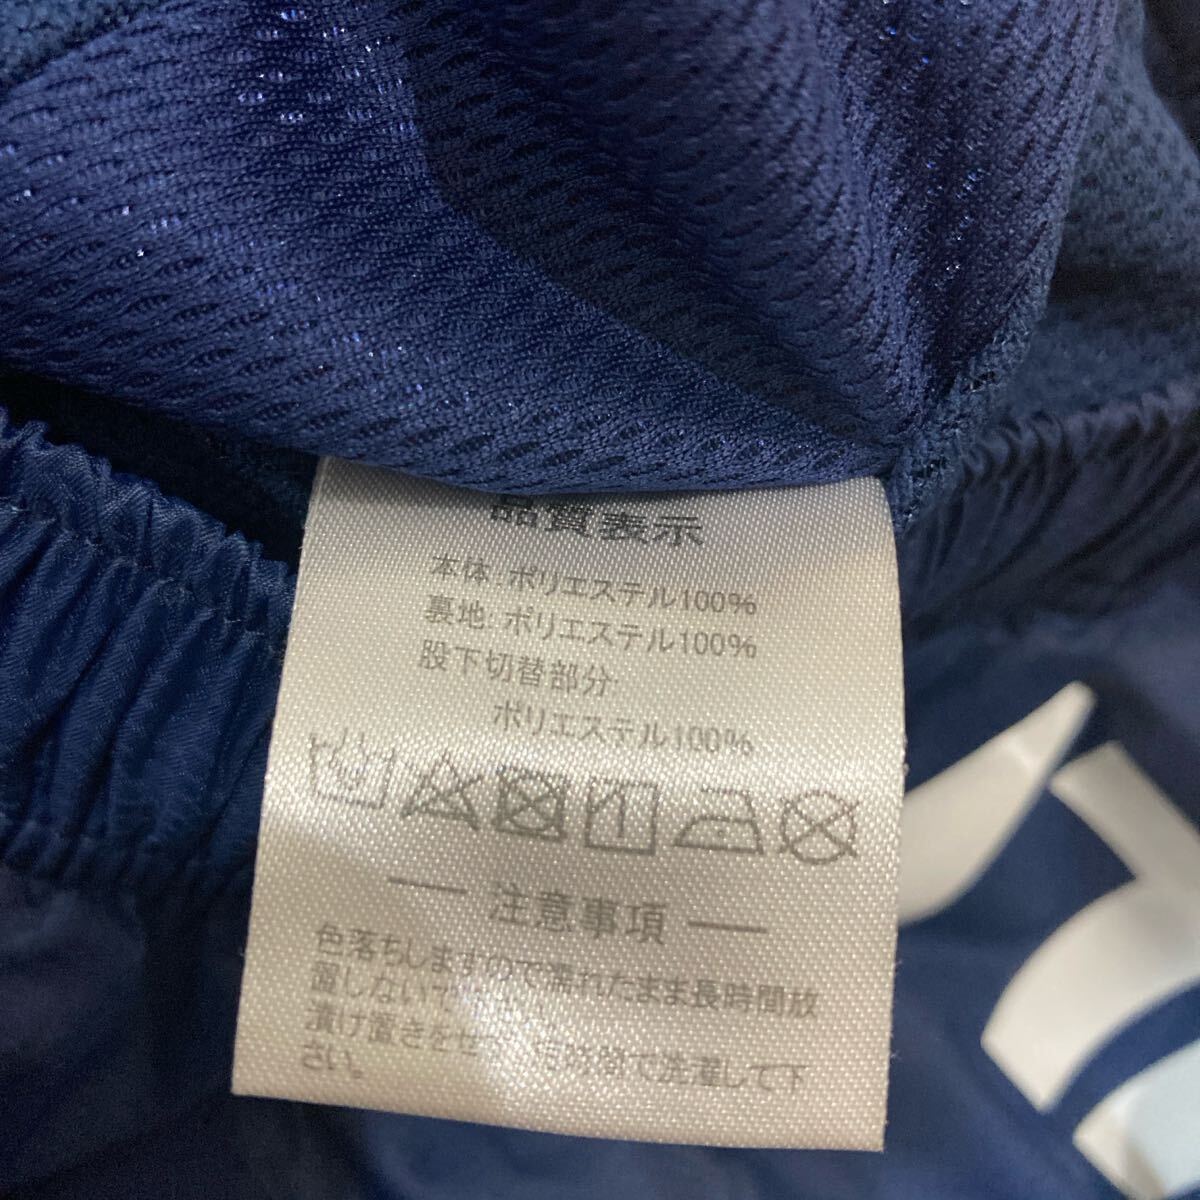 品質表示
本体:ポリエステル100%
裏地:ポリエステル100%
股下切替部分:
ポリエステル100%
注意事項
色落ちしますので濡れたまま長時間放
置しないで
漬け置きをせ 短時間で洗濯して下
さい。